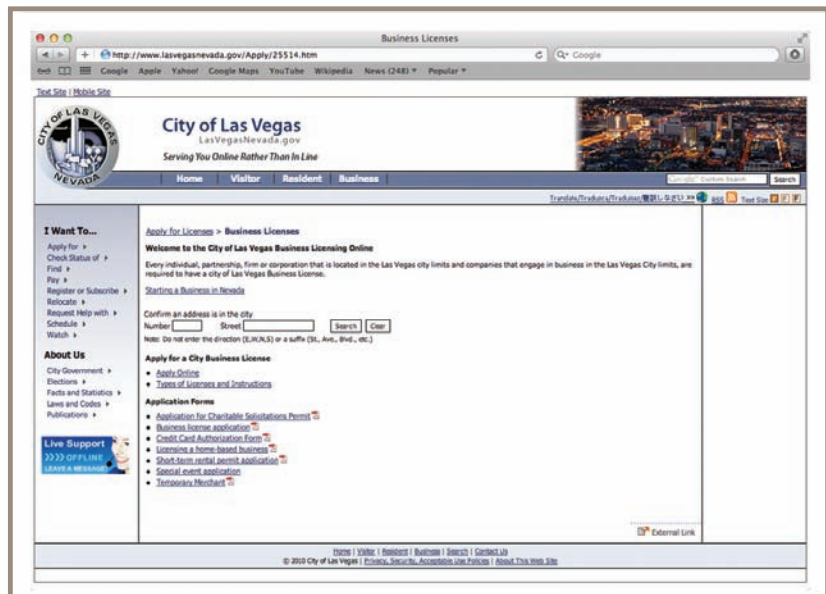 Business Licenses
http://www.lasvegasnevada.gov/Apply/25514.htm
Google
Google Apple Yahoo! Google Maps YouTube Wikipedia News (248) Popular
Text Site | Mobile Site
CITY OF LAS VEGAS
NEVADA
City of Las Vegas
LasVegasNevada.gov
Serving You Online Rather Than In Line
Home Visitor Resident Business
Custom Search Search
Translate/Traduzca/Traduisez/翻訳しなさい >> RSS Text Size
I Want To...
Apply for
Check Status of
Find
Pay
Register or Subscribe
Relocate
Request Help with
Schedule
Watch
About Us
City Government
Elections
Facts and Statistics
Laws and Codes
Publications
Live Support
>>>> OFFLINE
LEAVE A MESSAGE
Apply for Licenses > Business Licenses
Welcome to the City of Las Vegas Business Licensing Online
Every individual, partnership, firm or corporation that is located in the Las Vegas city limits and companies that engage in business in the Las Vegas City limits, are
required to have a city of Las Vegas Business License.
Starting a Business in Nevada
Confirm an address is in the city
Number Street Search Clear
Note: Do not enter the direction (E,W,N,S) or a suffix (St., Ave., Blvd., etc.)
Apply for a City Business License
• Apply Online
• Types of Licenses and Instructions
Application Forms
• Application for Charitable Solicitations Permit
• Business license application
• Credit Card Authorization Form
• Licensing a home-based business
• Short-term rental permit application
• Special event application
• Temporary Merchant
External Link
Home | Visitor | Resident | Business | Search | Contact Us
© 2010 City of Las Vegas | Privacy, Security, Acceptable Use Policies | About This Web Site